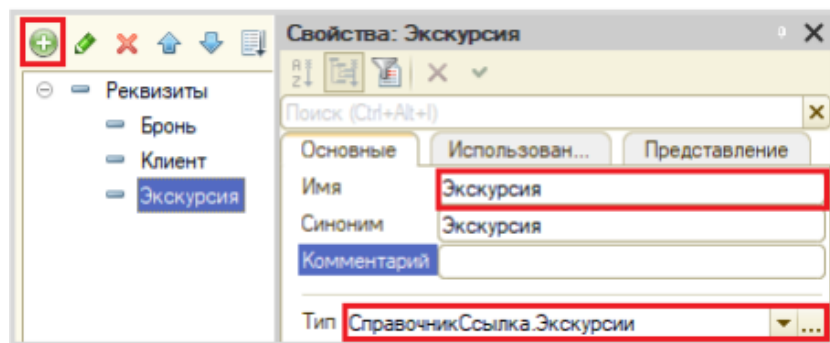 Свойства: Экскурсия
Реквизиты
Бронь
Клиент
Экскурсия
Поиск (Ctrl+Alt+I)
Основные
Использован...
Представление
Имя
Экскурсия
Синоним
Экскурсия
Комментарий
Тип
СправочникСсылка.Экскурсии
...